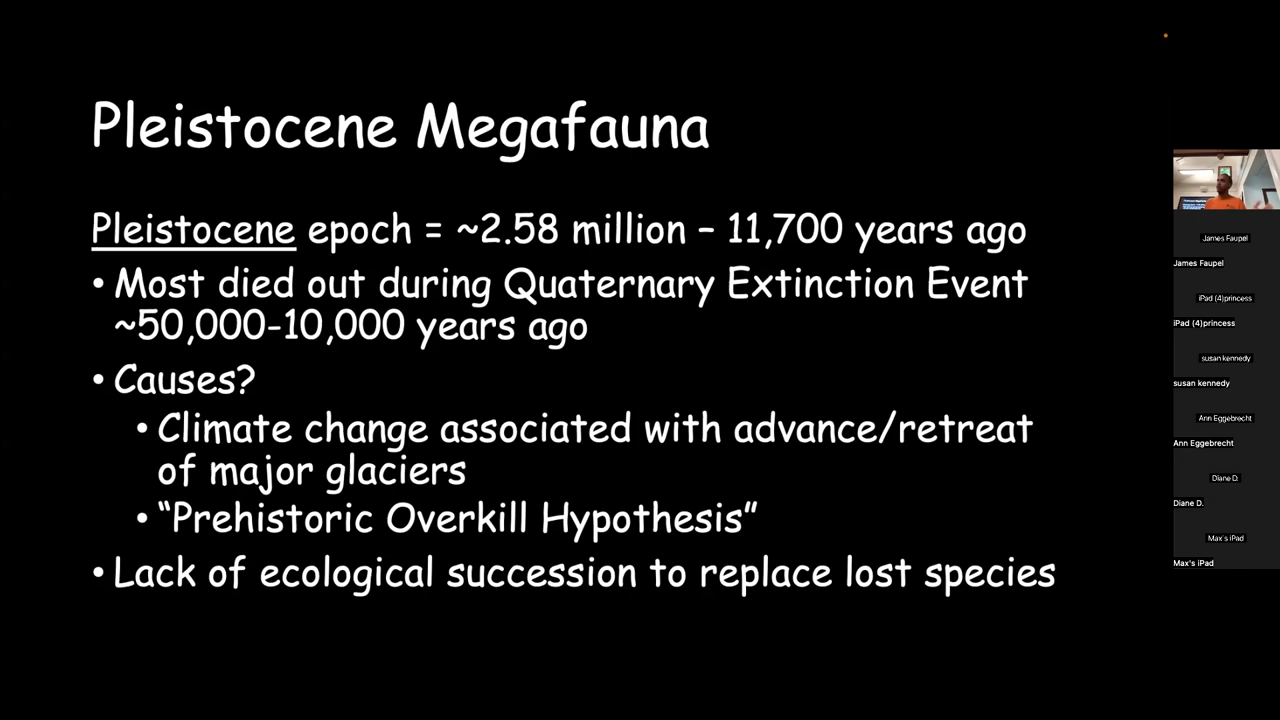 Pleistocene Megafauna
Pleistocene epoch = ~2.58 million – 11,700 years ago
• Most died out during Quaternary Extinction Event
~50,000-10,000 years ago
• Causes?
• Climate change associated with advance/retreat
of major glaciers
• “Prehistoric Overkill Hypothesis”
• Lack of ecological succession to replace lost species
James Faupel
James Faupel
iPad (4)princess
iPad (4)princess
susan kennedy
susan kennedy
Ann Eggebrecht
Ann Eggebrecht
Diane D.
Diane D.
Max's iPad
Max's iPad